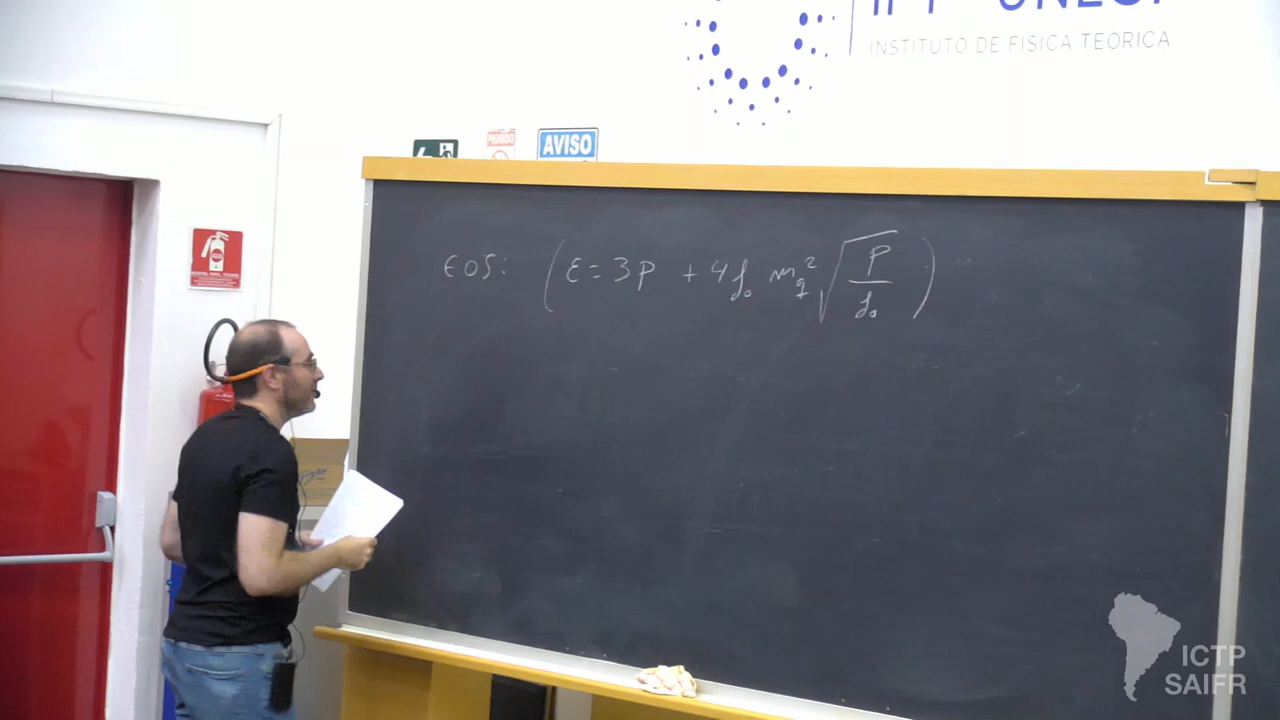 INSTITUTO DE FISICA TEORICA
AVISO
EOS: ( ε = 3p + 4f₀ m_q² √(p/f₀) )
ICTP
SAIFR